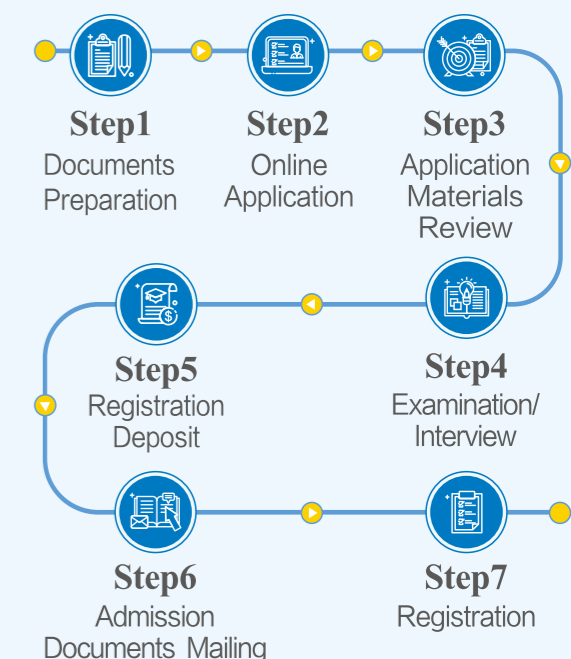 Step1
Documents
Preparation
Step2
Online
Application
Step3
Application
Materials
Review
Step4
Examination/
Interview
Step5
Registration
Deposit
Step6
Admission
Documents Mailing
Step7
Registration